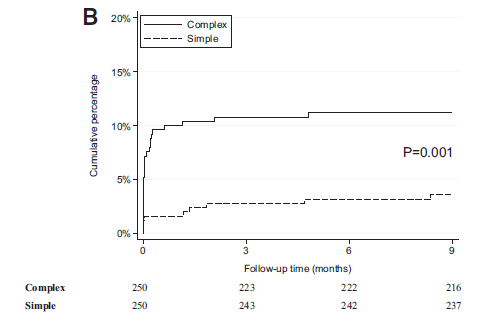 B
Complex
Simple
20%
15%
10%
5%
0%
Cumulative percentage
P=0.001
0 3 6 9
Follow-up time (months)
Complex 250 223 222 216
Simple 250 243 242 237